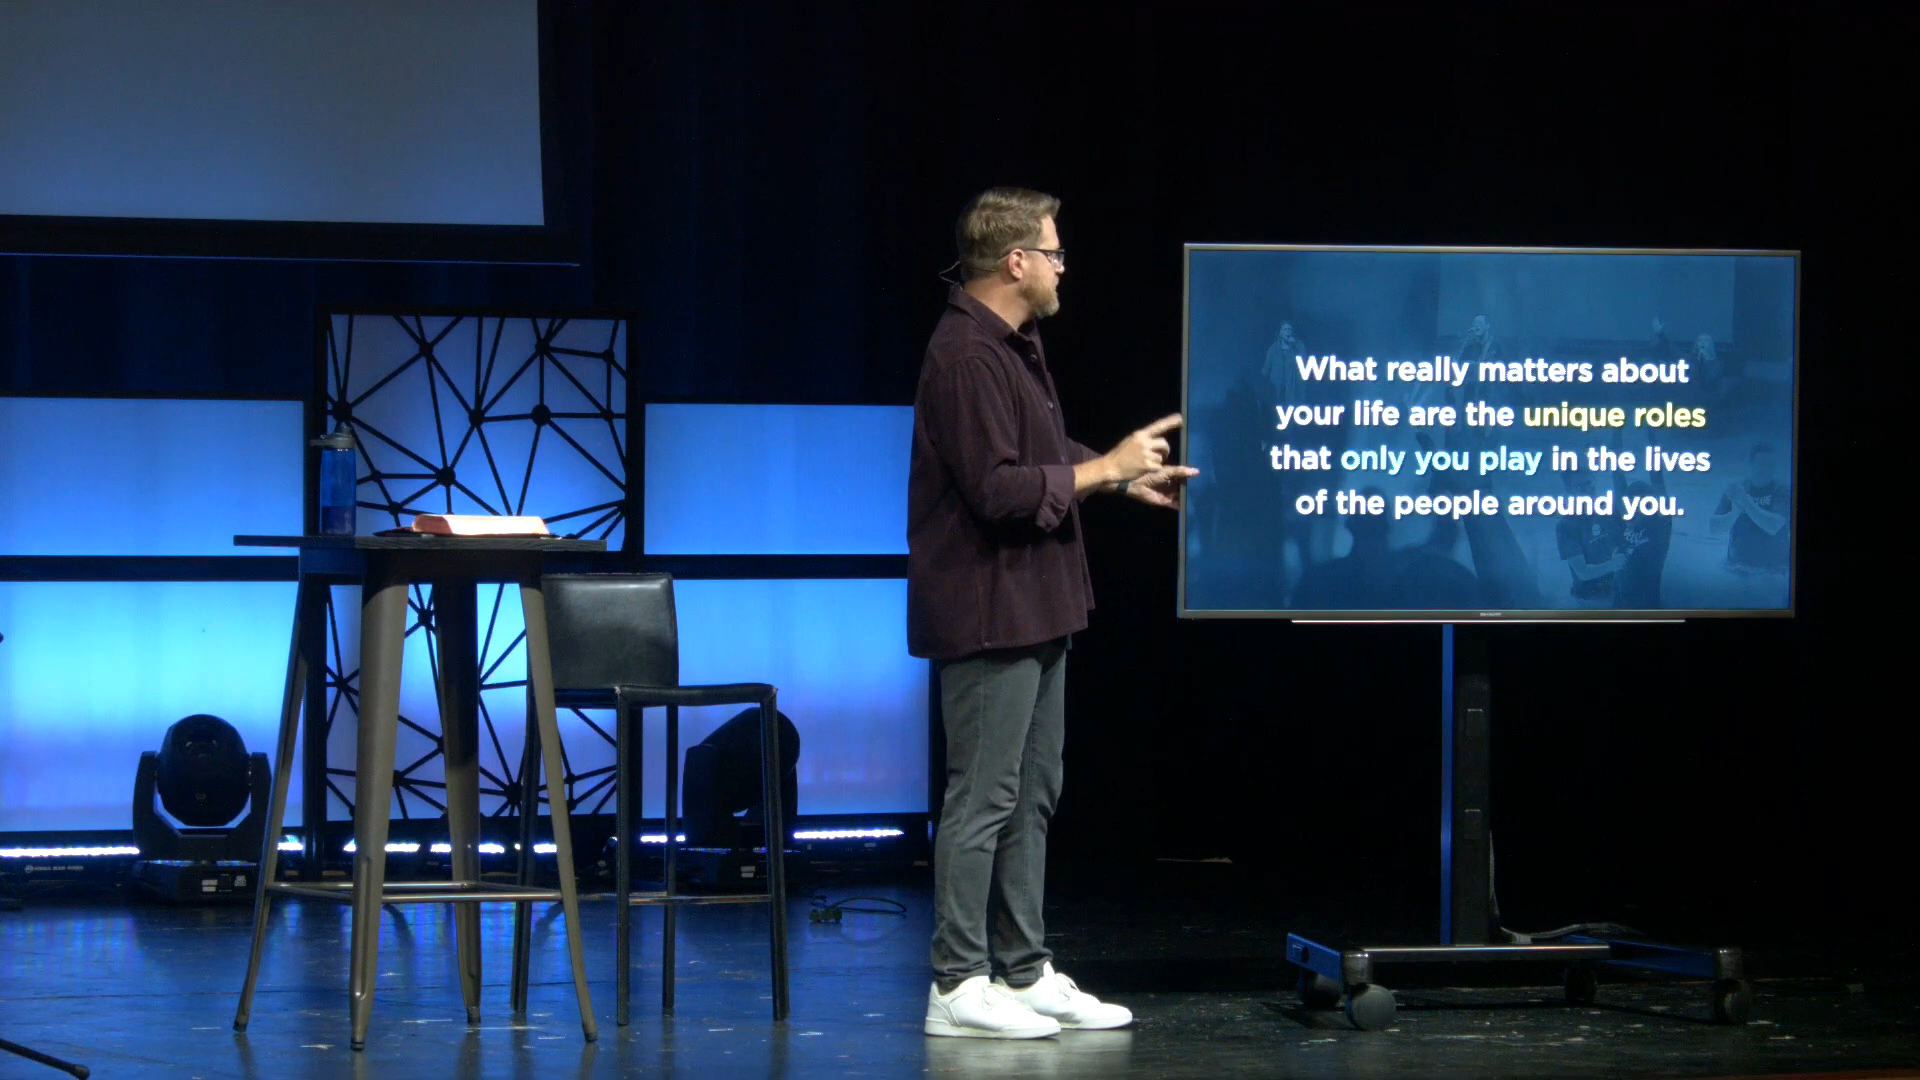 What really matters about
your life are the unique roles
that only you play in the lives
of the people around you.